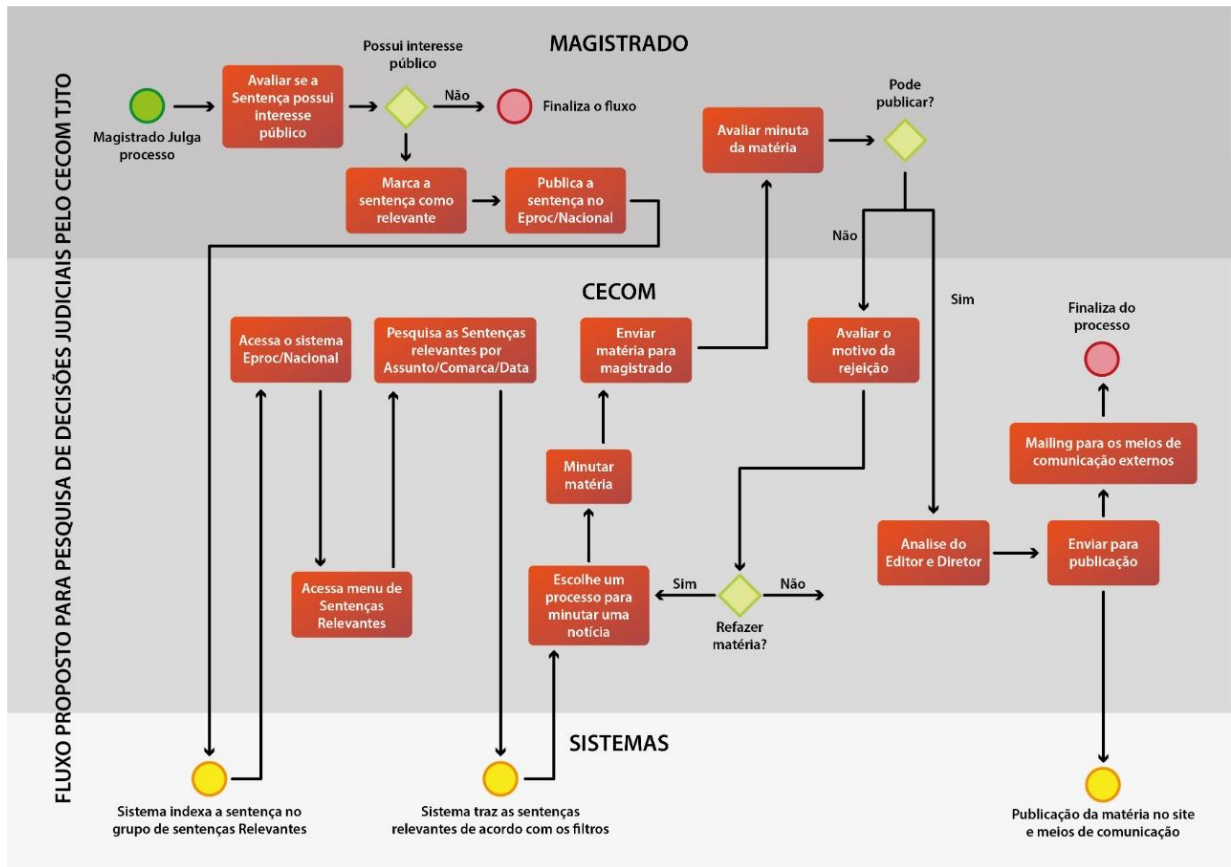 FLUXO PROPOSTO PARA PESQUISA DE DECISÕES JUDICIAIS PELO CECOM TJTO
MAGISTRADO
Magistrado Julga
processo
Avaliar se a
Sentença possui
interesse
público
Possui interesse
público
Não
Finaliza o fluxo
Marca a
sentença como
relevante
Publica a
sentença no
Eproc/Nacional
Avaliar minuta
da matéria
Pode
publicar?
Não
Sim
CECOM
Acessa o sistema
Eproc/Nacional
Pesquisa as Sentenças
relevantes por
Assunto/Comarca/Data
Enviar
matéria para
magistrado
Avaliar o
motivo da
rejeição
Finaliza do
processo
Mailing para os meios de
comunicação externos
Minutar
matéria
Acessa menu de
Sentenças
Relevantes
Escolhe um
processo para
minutar uma
notícia
Sim
Não
Refazer
matéria?
Analise do
Editor e Diretor
Enviar para
publicação
SISTEMAS
Sistema indexa a sentença no
grupo de sentenças Relevantes
Sistema traz as sentenças
relevantes de acordo com os filtros
Publicação da matéria no site
e meios de comunicação